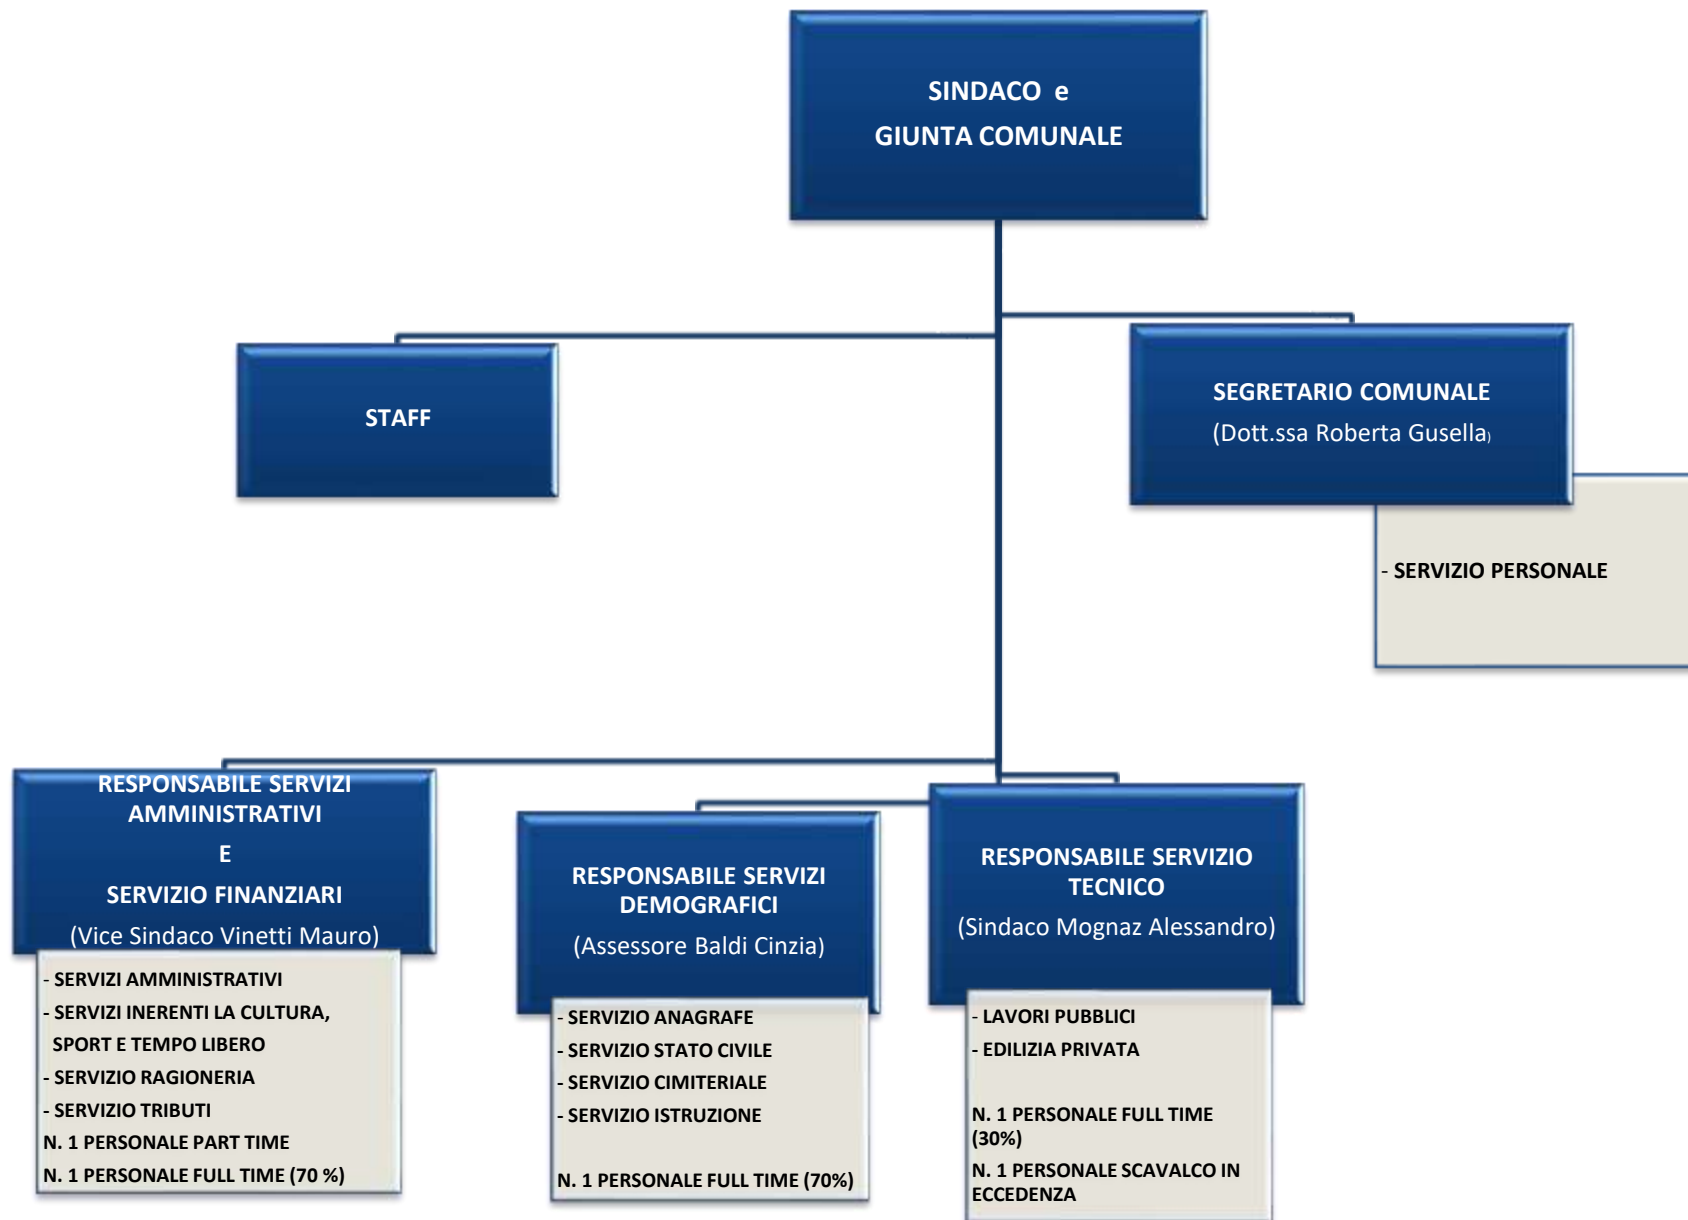 SINDACO e
GIUNTA COMUNALE
STAFF
SEGRETARIO COMUNALE
(Dott.ssa Roberta Gusella)
- SERVIZIO PERSONALE
RESPONSABILE SERVIZI
AMMINISTRATIVI
E
SERVIZIO FINANZIARI
(Vice Sindaco Vinetti Mauro)
- SERVIZI AMMINISTRATIVI
- SERVIZI INERENTI LA CULTURA,
SPORT E TEMPO LIBERO
- SERVIZIO RAGIONERIA
- SERVIZIO TRIBUTI
N. 1 PERSONALE PART TIME
N. 1 PERSONALE FULL TIME (70 %)
RESPONSABILE SERVIZI
DEMOGRAFICI
(Assessore Baldi Cinzia)
- SERVIZIO ANAGRAFE
- SERVIZIO STATO CIVILE
- SERVIZIO CIMITERIALE
- SERVIZIO ISTRUZIONE
N. 1 PERSONALE FULL TIME (70%)
RESPONSABILE SERVIZIO
TECNICO
(Sindaco Mognaz Alessandro)
- LAVORI PUBBLICI
- EDILIZIA PRIVATA
N. 1 PERSONALE FULL TIME
(30%)
N. 1 PERSONALE SCAVALCO IN
ECCEDENZA